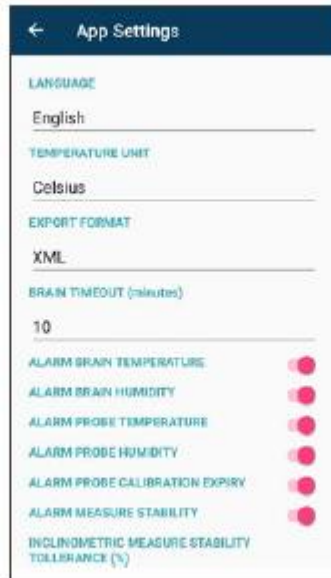 App Settings
LANGUAGE
English
TEMPERATURE UNIT
Celsius
EXPORT FORMAT
XML
BRAIN TIMEOUT (minutes)
10
ALARM BRAIN TEMPERATURE
ALARM BRAIN HUMIDITY
ALARM PROBE TEMPERATURE
ALARM PROBE HUMIDITY
ALARM PROBE CALIBRATION EXPIRY
ALARM MEASURE STABILITY
INCLINOMETRIC MEASURE STABILITY
TOLLERANCE (%)